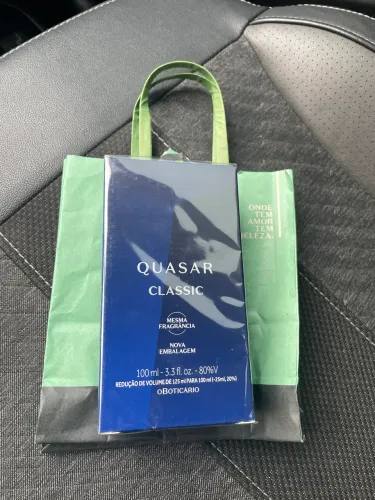 ONDE
TEM
AMOR
TEM
QUASAR
CLASSIC
MESMA
FRAGRÂNCIA
NOVA
EMBALAGEM
100 ml - 3.3 fl. oz. - 80%V
REDUÇÃO DE VOLUME DE 125 ml PARA 100 ml (-25ml, 20%)
oBOTICÁRIO